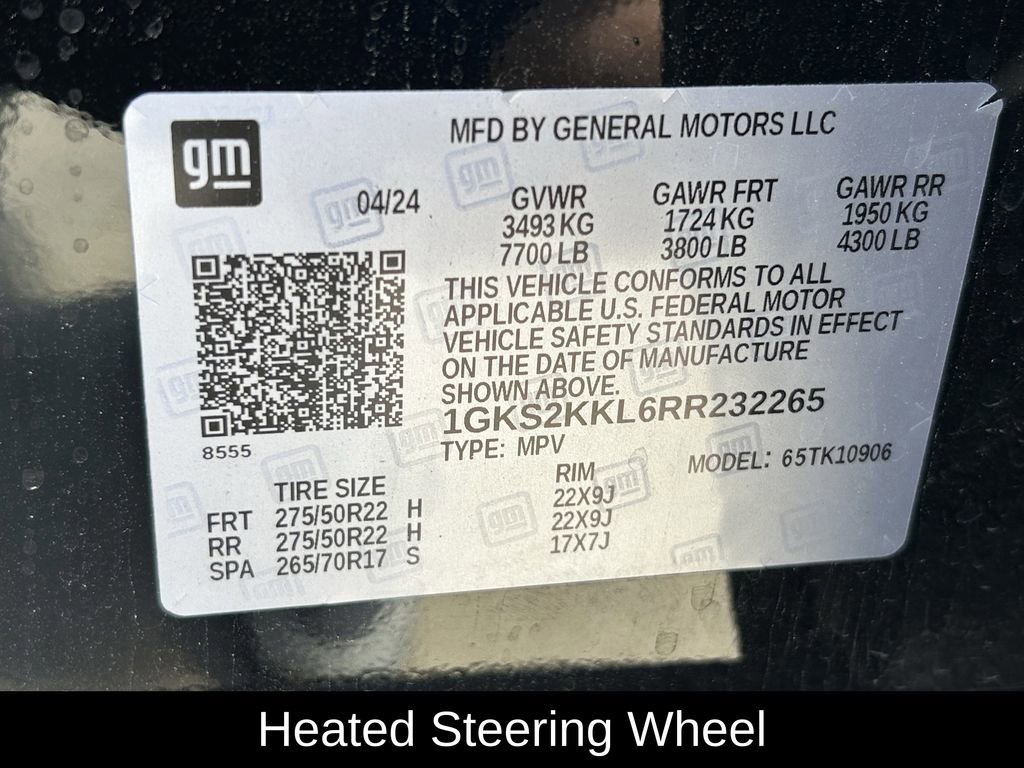 gm
MFD BY GENERAL MOTORS LLC
04/24
GVWR GAWR FRT GAWR RR
3493 KG 1724 KG 1950 KG
7700 LB 3800 LB 4300 LB
THIS VEHICLE CONFORMS TO ALL
APPLICABLE U.S. FEDERAL MOTOR
VEHICLE SAFETY STANDARDS IN EFFECT
ON THE DATE OF MANUFACTURE
SHOWN ABOVE.
1GKS2KKL6RR232265
8555
TYPE: MPV MODEL: 65TK10906
TIRE SIZE RIM
FRT 275/50R22 H 22X9J
RR 275/50R22 H 22X9J
SPA 265/70R17 S 17X7J
Heated Steering Wheel